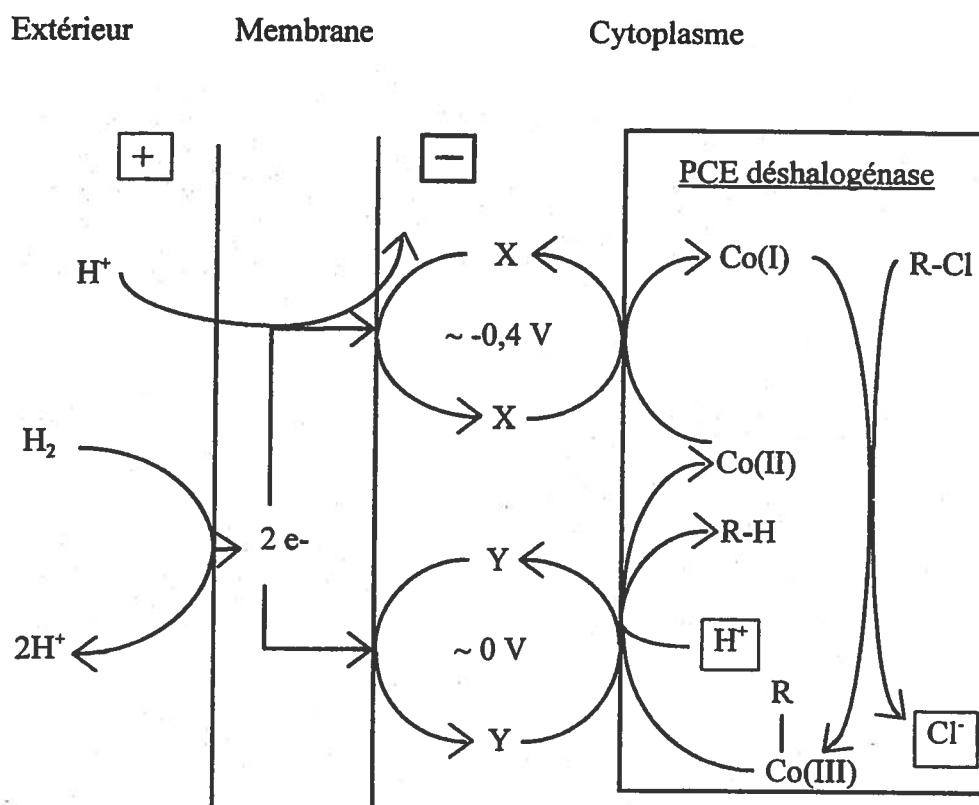 Extérieur Membrane Cytoplasme
+ −
PCE déshalogénase
H⁺ X Co(I) R-Cl
~ -0,4 V
X
H₂ Co(II)
2 e- R-H
Y
2H⁺ ~ 0 V H⁺
R
Y Cl⁻
Co(III)